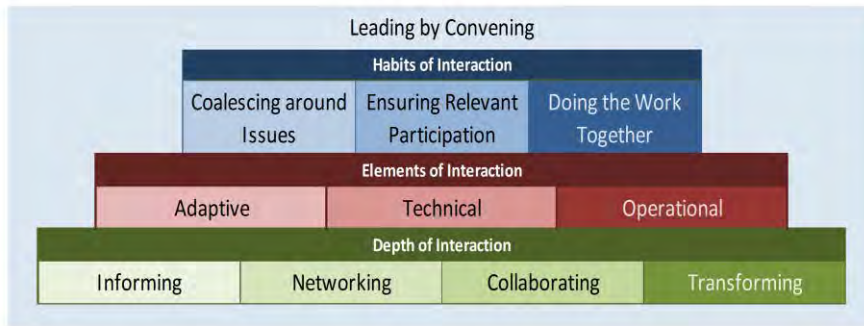 Leading by Convening
Habits of Interaction
Coalescing around
Issues
Ensuring Relevant
Participation
Doing the Work
Together
Elements of Interaction
Adaptive
Technical
Operational
Depth of Interaction
Informing
Networking
Collaborating
Transforming